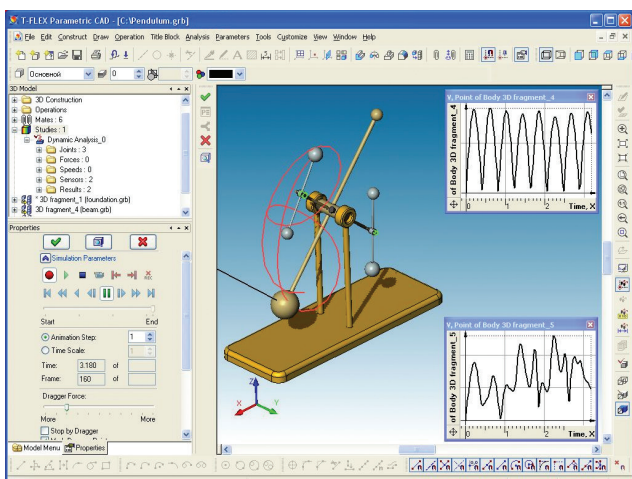 T-FLEX Parametric CAD - [C:\Pendulum.grb]
File Edit Construct Draw Operation Title Block Analysis Parameters Tools Customize View Window Help
Основной 0
3D Model
3D Construction
Operations
Mates : 6
Studies : 1
Dynamic Analysis_0
Joints : 3
Forces : 0
Speeds : 0
Sensors : 2
Results : 2
* 3D fragment_1 (foundation.grb)
3D fragment_4 (beam.grb)
Properties
Simulation Parameters
REC
Start End
Animation Step: 1
Time Scale:
Time: 3.180 of
Frame: 160 of
Dragger Force:
More More
Stop by Dragger
Model Menu Properties
V, Point of Body 3D fragment_4
of Body 3D fragment_4
0 1 2 Time, X
V, Point of Body 3D fragment_5
of Body 3D fragment_5
0 1 2 Time, X
Z
X Y